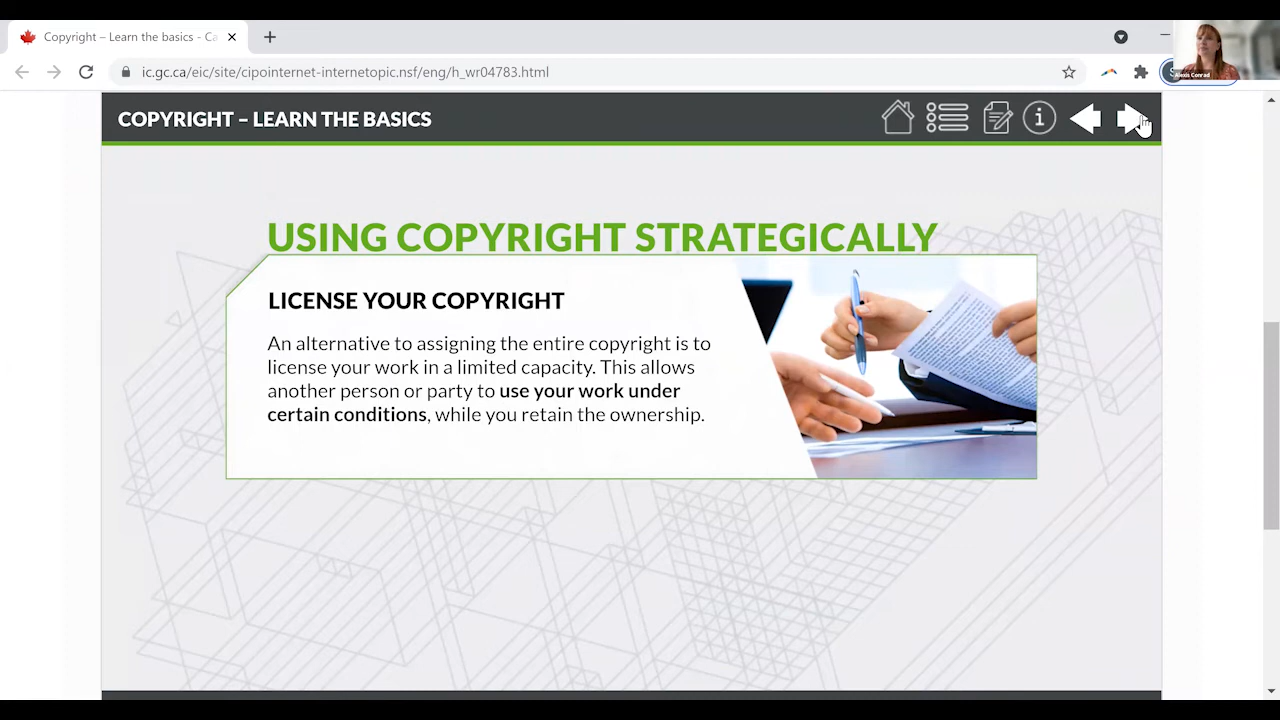 Copyright – Learn the basics - Ca
ic.gc.ca/eic/site/cipointernet-internetopic.nsf/eng/h_wr04783.html
Alexis Conrad
COPYRIGHT – LEARN THE BASICS
USING COPYRIGHT STRATEGICALLY
LICENSE YOUR COPYRIGHT
An alternative to assigning the entire copyright is to
license your work in a limited capacity. This allows
another person or party to use your work under
certain conditions, while you retain the ownership.